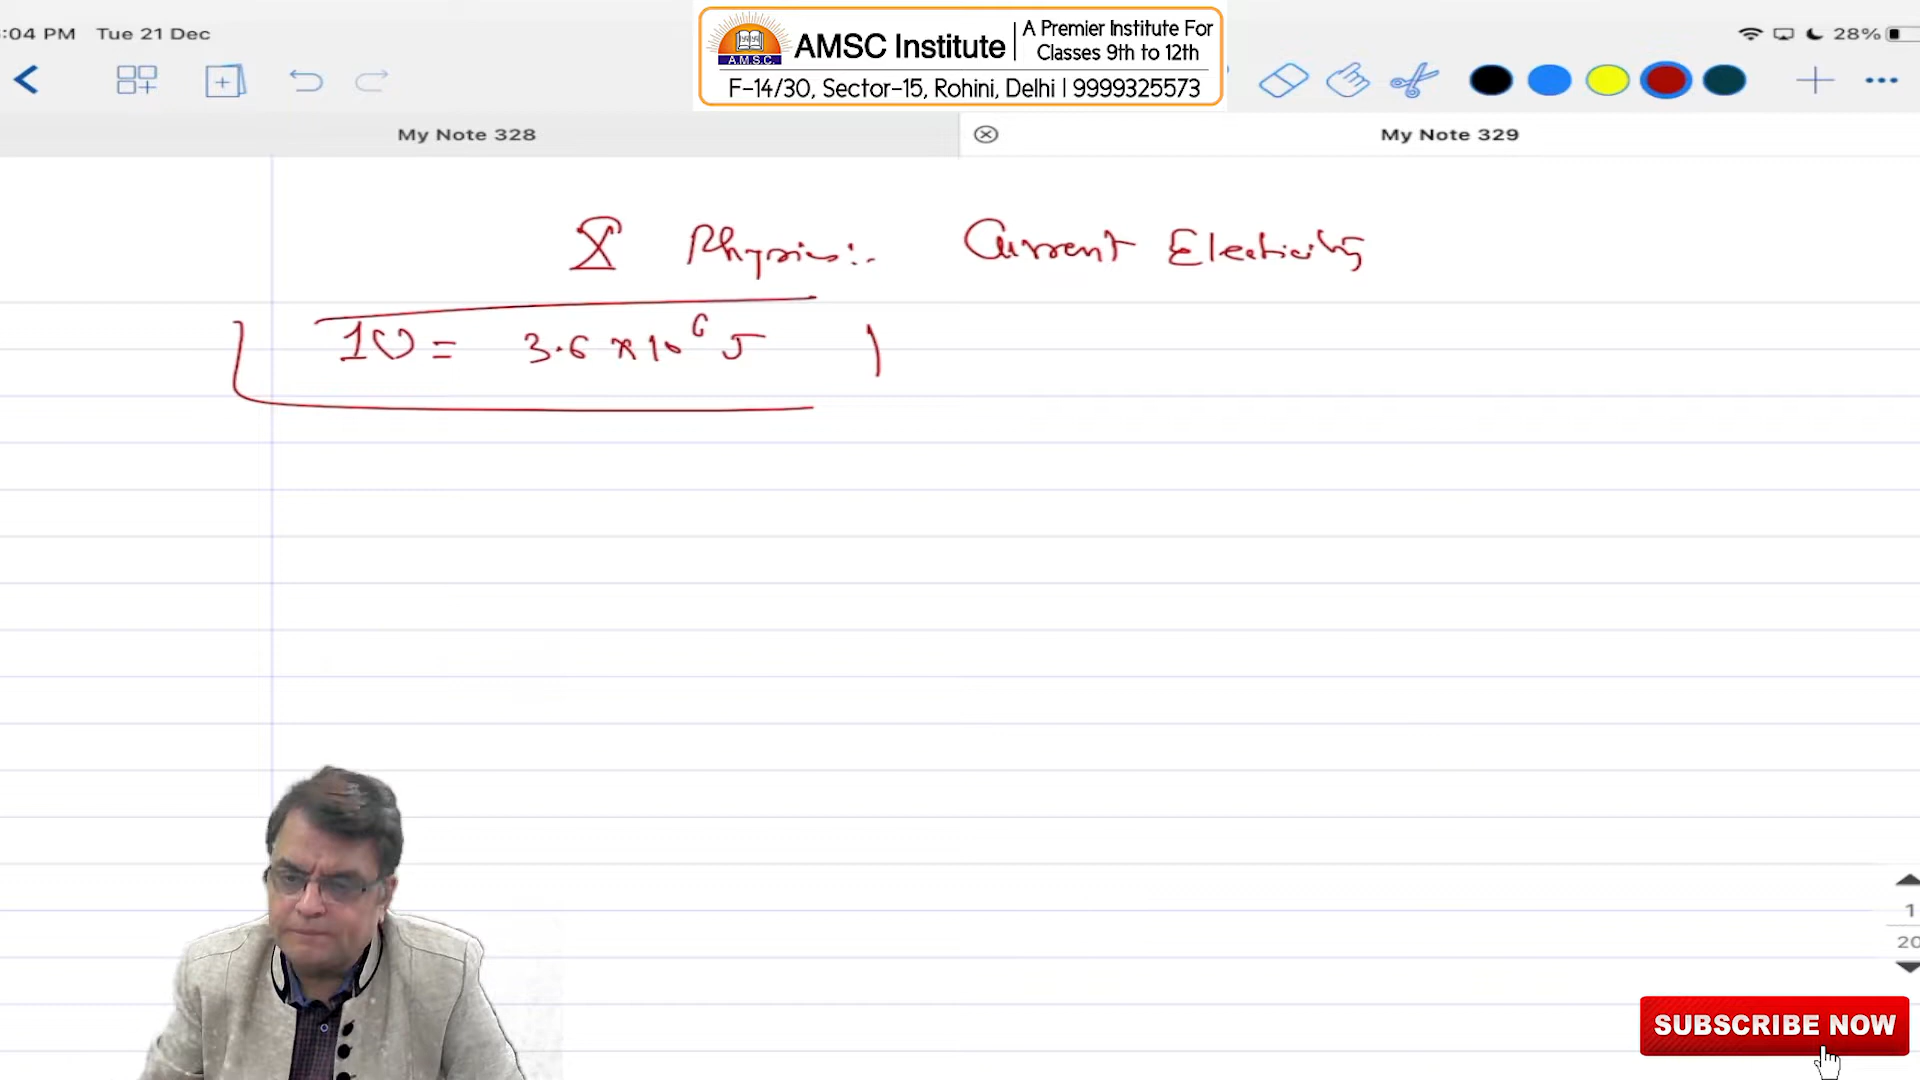 :04 PM Tue 21 Dec
28%
A.M.S.C.
AMSC Institute
A Premier Institute For
Classes 9th to 12th
F-14/30, Sector-15, Rohini, Delhi | 9999325573
My Note 328
My Note 329
X Physics:- Current Electricity
1U = 3.6 x 10^6 J
1
20
SUBSCRIBE NOW